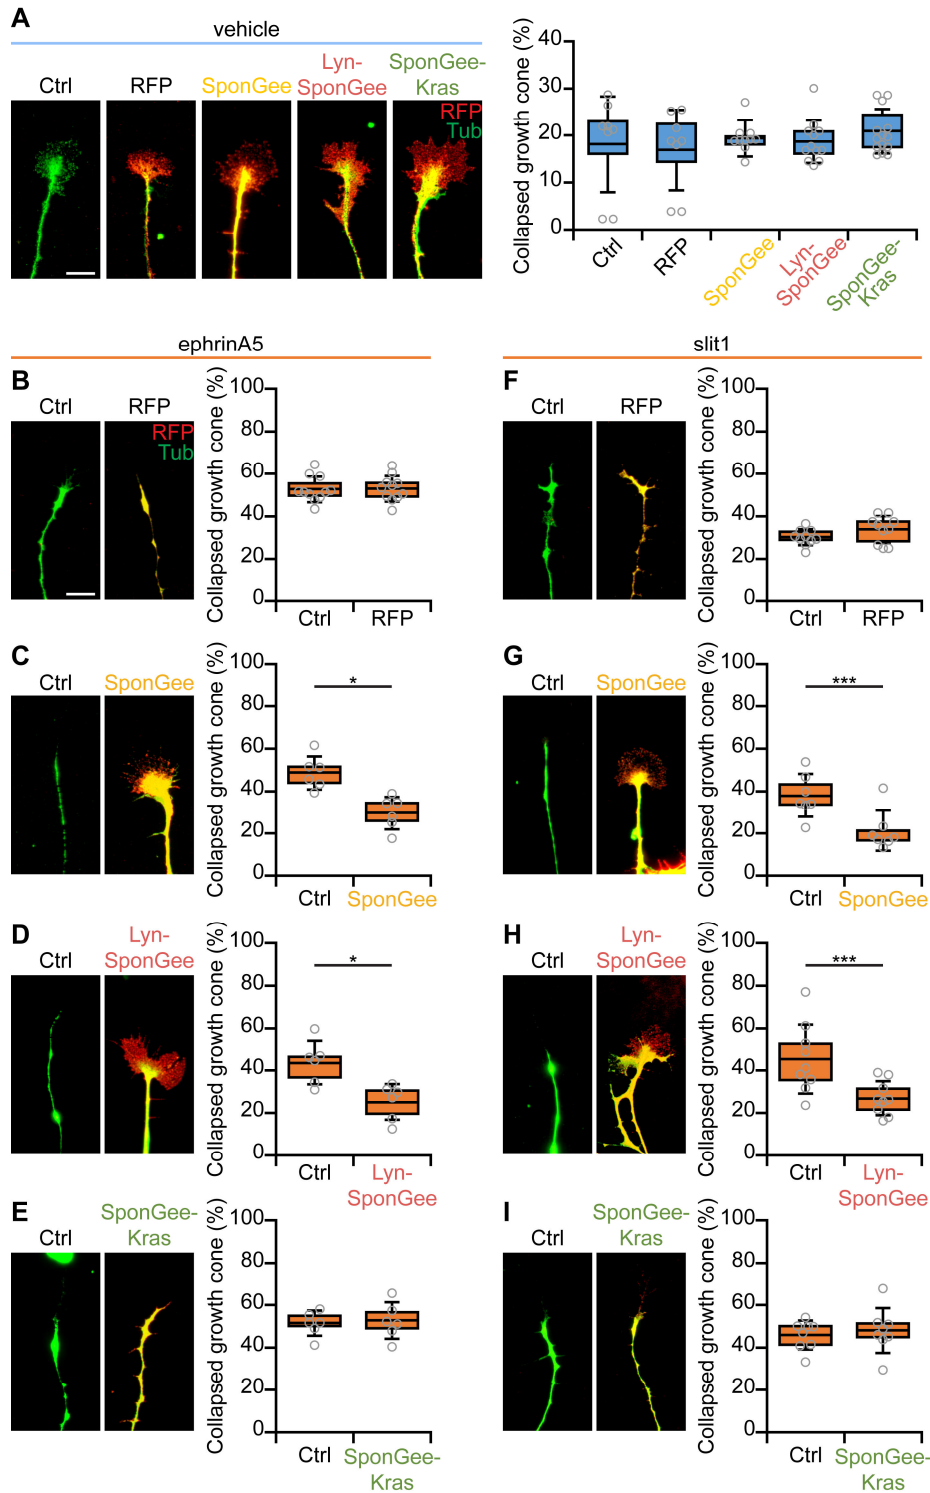 A
vehicle
Ctrl
RFP
SponGee
Lyn-
SponGee
SponGee-
Kras
RFP
Tub
Collapsed growth cone (%)
40
30
20
10
0
Ctrl
RFP
SponGee
Lyn-
SponGee
SponGee-
Kras
ephrinA5
slit1
B
Ctrl
RFP
RFP
Tub
Collapsed growth cone (%)
100
80
60
40
20
0
Ctrl
RFP
F
Ctrl
RFP
Collapsed growth cone (%)
100
80
60
40
20
0
Ctrl
RFP
C
Ctrl
SponGee
Collapsed growth cone (%)
100
80
60
40
20
0
*
Ctrl
SponGee
G
Ctrl
SponGee
Collapsed growth cone (%)
100
80
60
40
20
0
***
Ctrl
SponGee
D
Ctrl
Lyn-
SponGee
Collapsed growth cone (%)
100
80
60
40
20
0
*
Ctrl
Lyn-
SponGee
H
Ctrl
Lyn-
SponGee
Collapsed growth cone (%)
100
80
60
40
20
0
***
Ctrl
Lyn-
SponGee
E
Ctrl
SponGee-
Kras
Collapsed growth cone (%)
100
80
60
40
20
0
Ctrl
SponGee-
Kras
I
Ctrl
SponGee-
Kras
Collapsed growth cone (%)
100
80
60
40
20
0
Ctrl
SponGee-
Kras